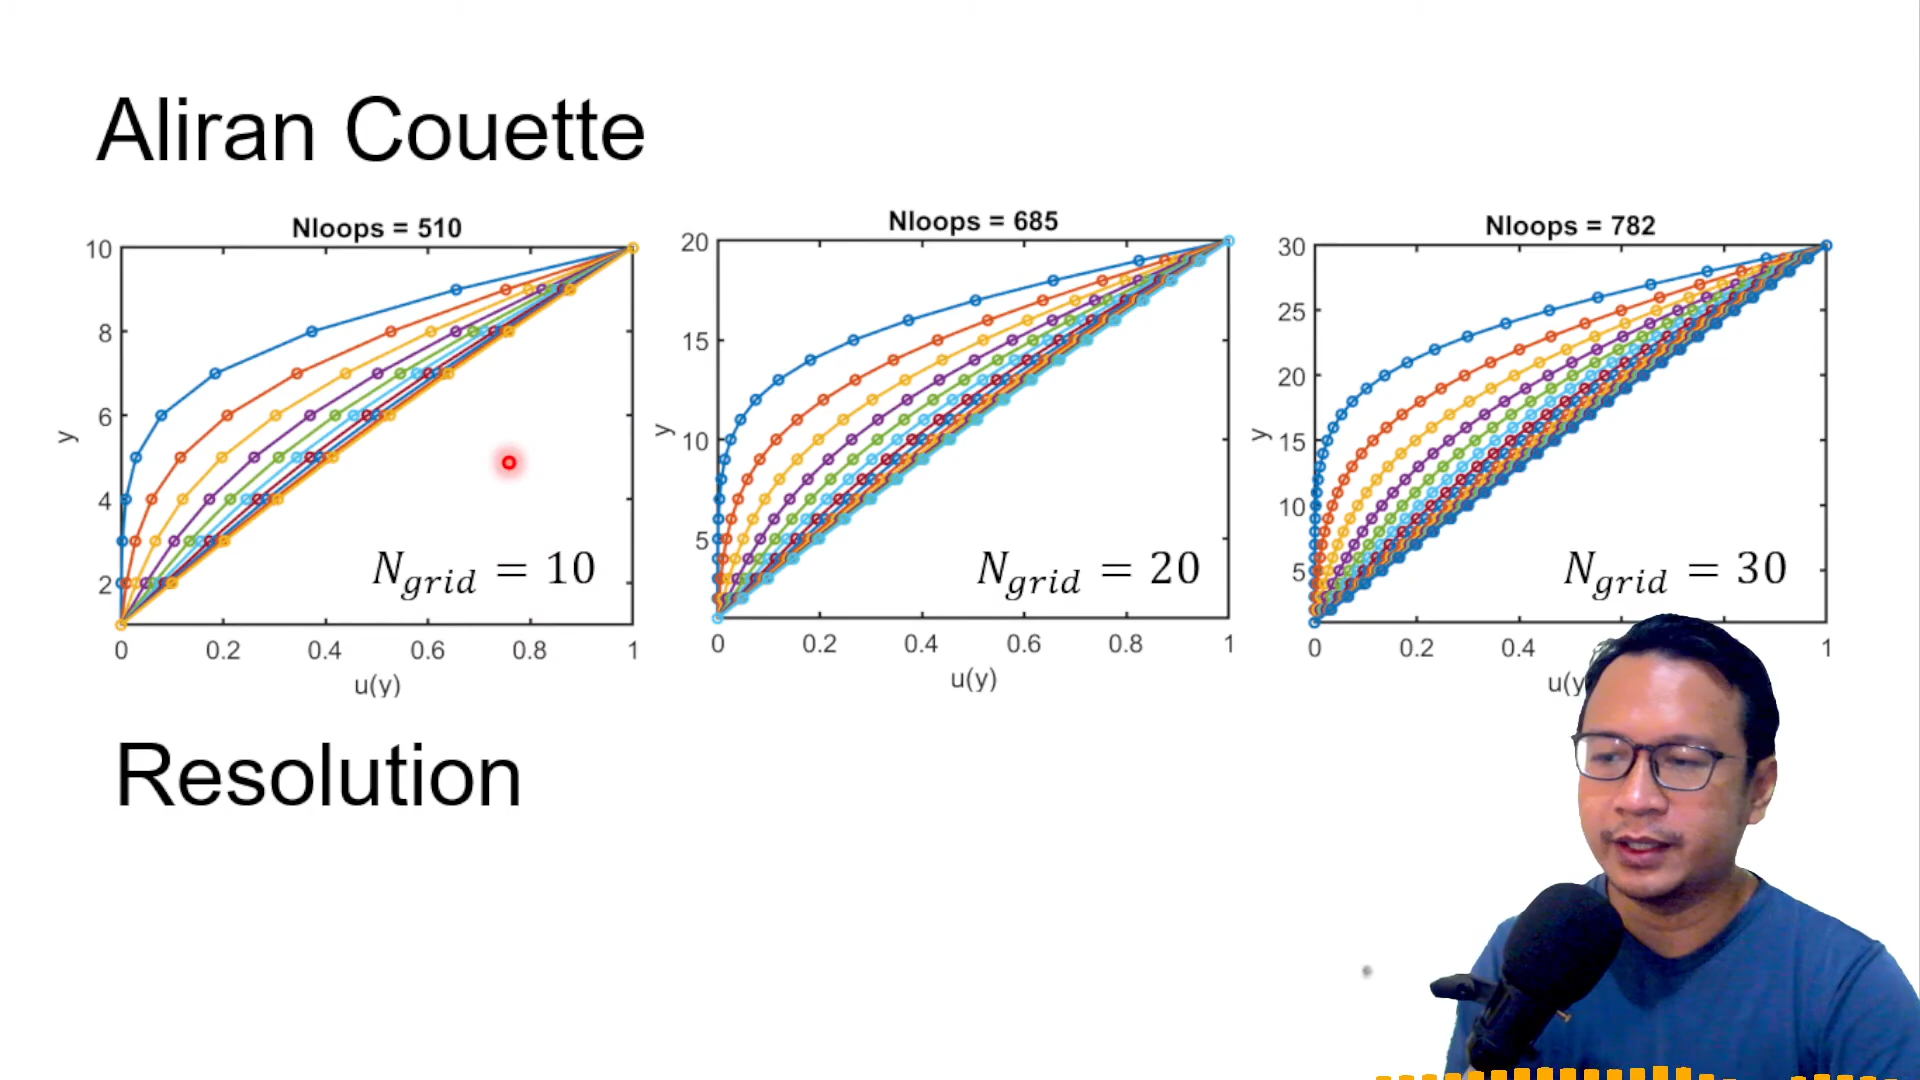 Aliran Couette
Nloops = 510
10
8
6
4
2
y
N_grid = 10
0 0.2 0.4 0.6 0.8 1
u(y)
Nloops = 685
20
15
10
5
y
N_grid = 20
0 0.2 0.4 0.6 0.8 1
u(y)
Nloops = 782
30
25
20
15
10
5
y
N_grid = 30
0 0.2 0.4 1
u(y
Resolution